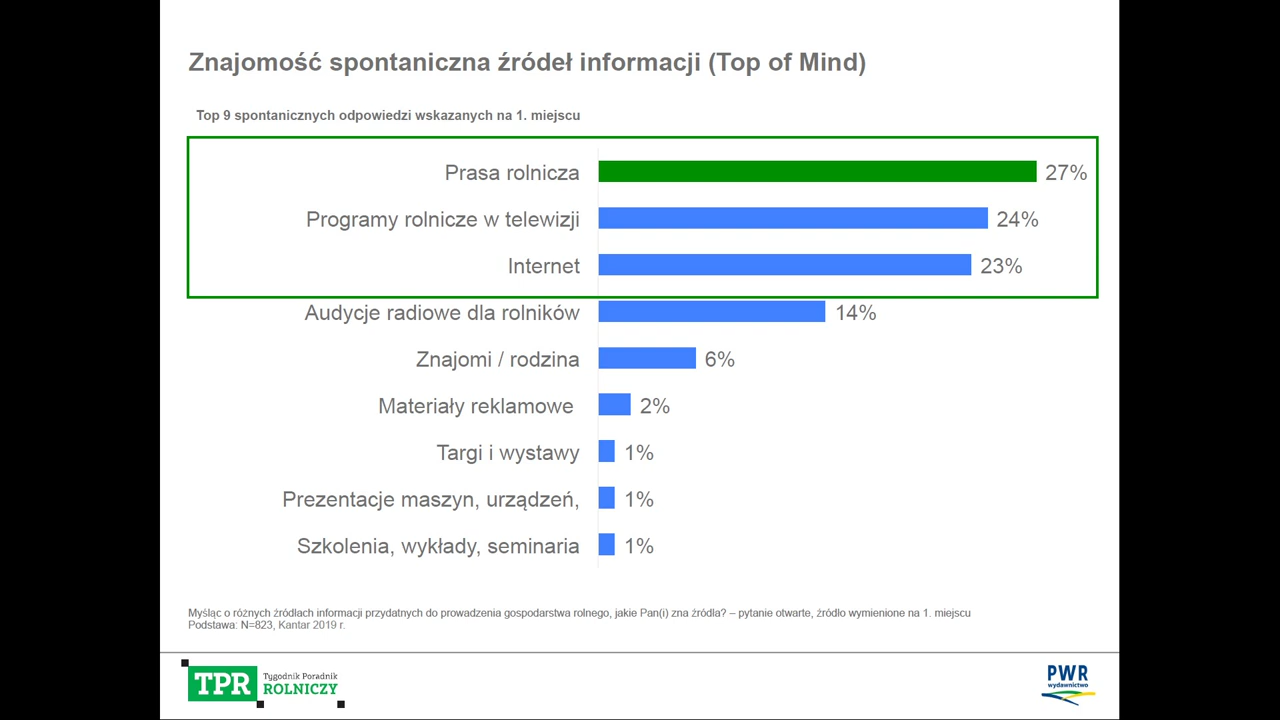 Znajomość spontaniczna źródeł informacji (Top of Mind)
Top 9 spontanicznych odpowiedzi wskazanych na 1. miejscu
Prasa rolnicza 27%
Programy rolnicze w telewizji 24%
Internet 23%
Audycje radiowe dla rolników 14%
Znajomi / rodzina 6%
Materiały reklamowe 2%
Targi i wystawy 1%
Prezentacje maszyn, urządzeń, 1%
Szkolenia, wykłady, seminaria 1%
Myśląc o różnych źródłach informacji przydatnych do prowadzenia gospodarstwa rolnego, jakie Pan(i) zna źródła? – pytanie otwarte, źródło wymienione na 1. miejscu
Podstawa: N=823, Kantar 2019 r.
TPR Tygodnik Poradnik
ROLNICZY
PWR
wydawnictwo